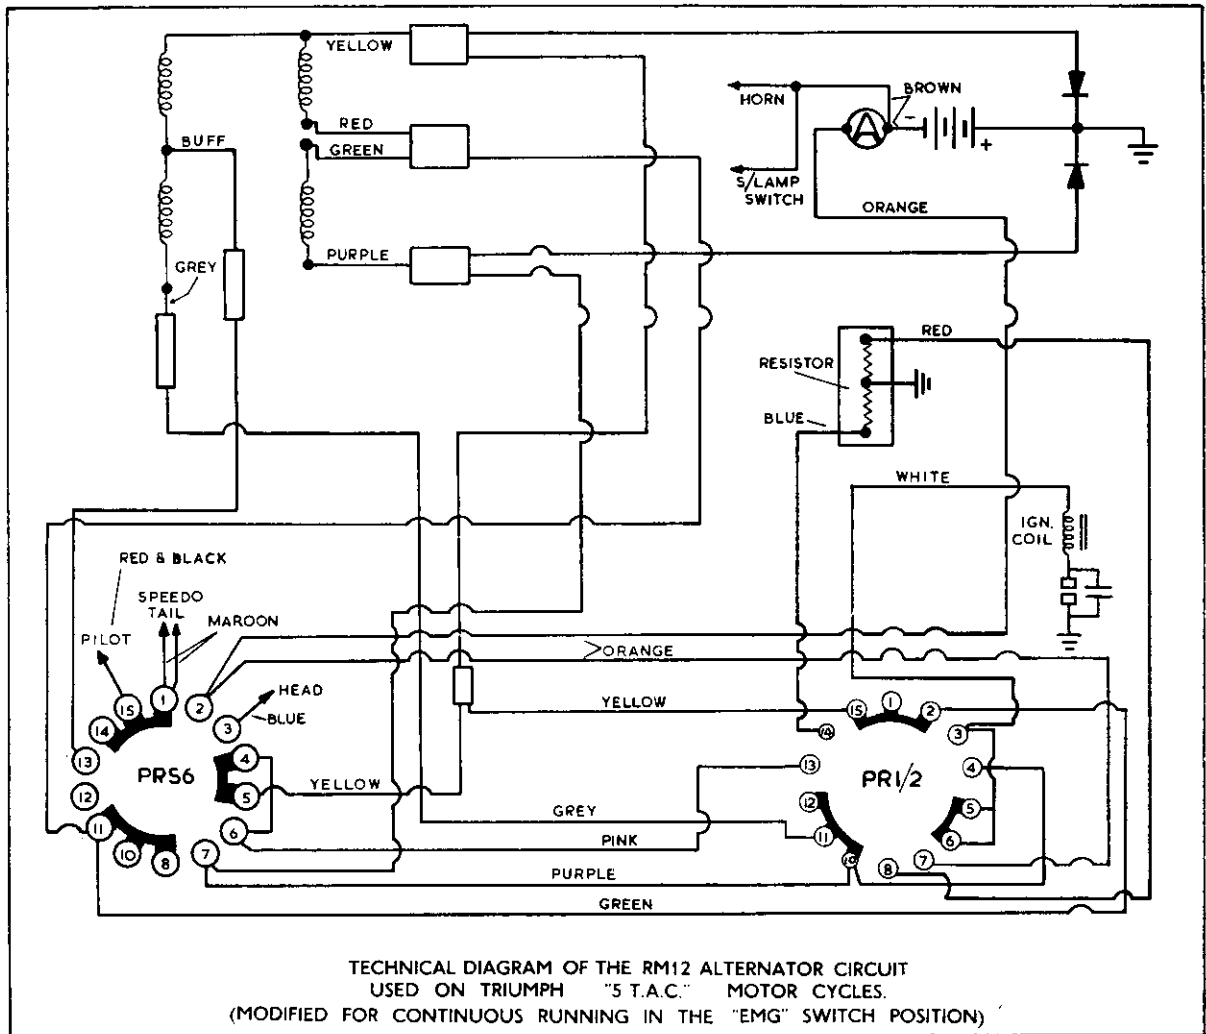 YELLOW
BROWN
HORN
A
-
+
RED
BUFF
GREEN
S/LAMP
SWITCH
ORANGE
PURPLE
GREY
RED
RESISTOR
BLUE
WHITE
IGN.
COIL
RED & BLACK
SPEEDO
TAIL
MAROON
PILOT
ORANGE
HEAD
BLUE
YELLOW
1
2
3
4
5
6
7
8
10
11
12
13
14
15
PRS6
YELLOW
1
2
3
4
5
6
7
8
10
11
12
13
14
15
PR1/2
GREY
PINK
PURPLE
GREEN
TECHNICAL DIAGRAM OF THE RM12 ALTERNATOR CIRCUIT
USED ON TRIUMPH "5 T.A.C." MOTOR CYCLES.
(MODIFIED FOR CONTINUOUS RUNNING IN THE "EMG" SWITCH POSITION)